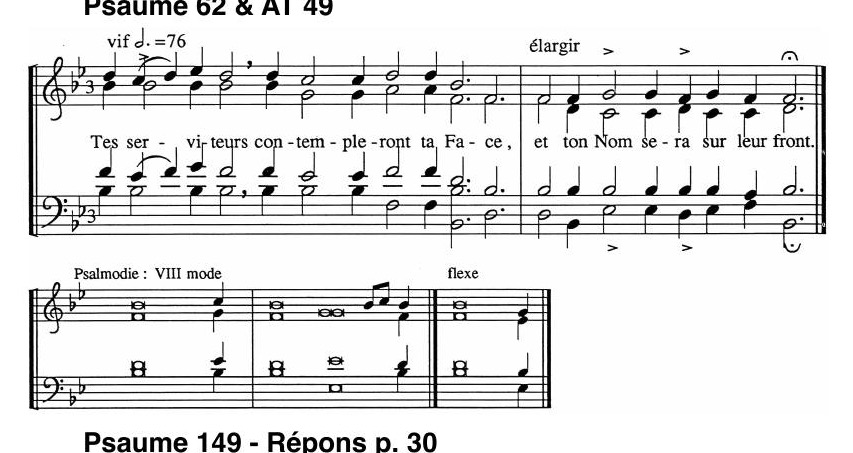 Psaume 62 & AT 49
vif 𝅗𝅥. =76
élargir
Tes ser - vi-teurs con - tem - ple - ront ta Fa - ce , et ton Nom se - ra sur leur front.
Psalmodie : VIII mode
flexe
Psaume 149 - Répons p. 30